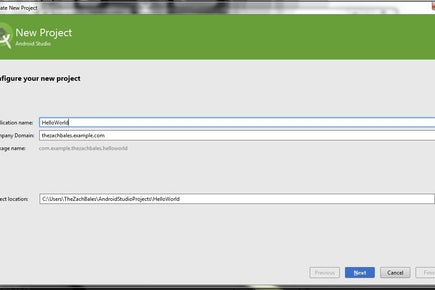 ate New Project
New Project
Android Studio
nfigure your new project
plication name: HelloWorld
mpany Domain: thezachbales.example.com
kage name: com.example.thezachbales.helloworld
ject location: C:\Users\TheZachBales\AndroidStudioProjects\HelloWorld
Previous Next Cancel Finis